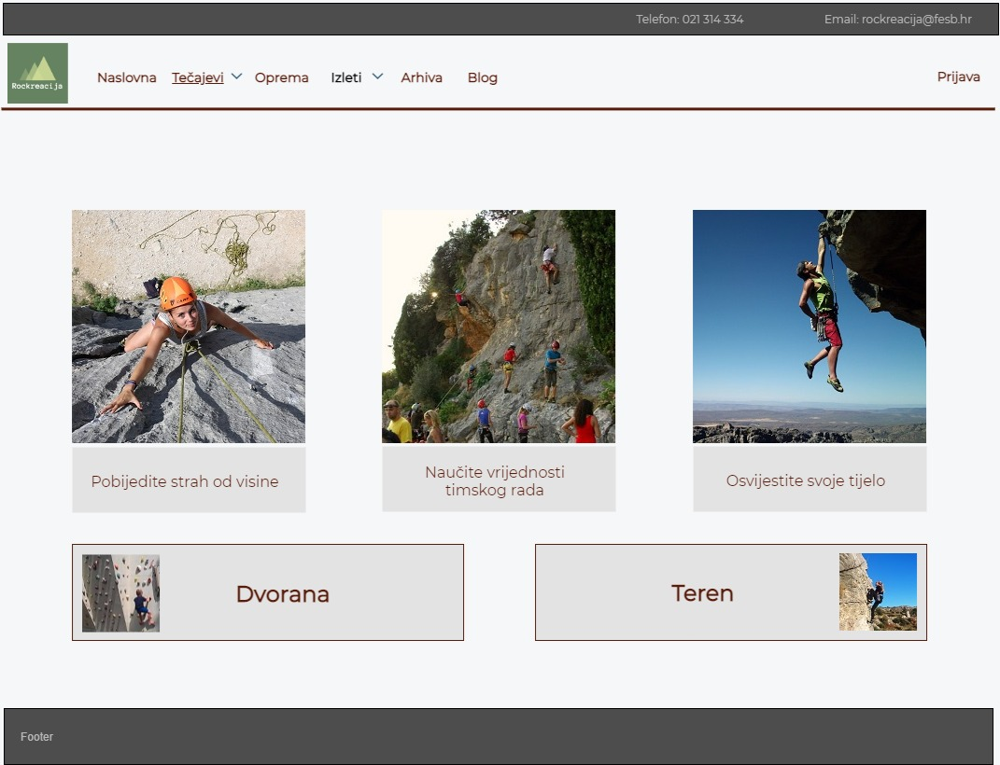 Telefon: 021 314 334
Email: rockreacija@fesb.hr
Rockreacija
Naslovna
Tečajevi
Oprema
Izleti
Arhiva
Blog
Prijava
Pobijedite strah od visine
Naučite vrijednosti
timskog rada
Osvijestite svoje tijelo
Dvorana
Teren
Footer